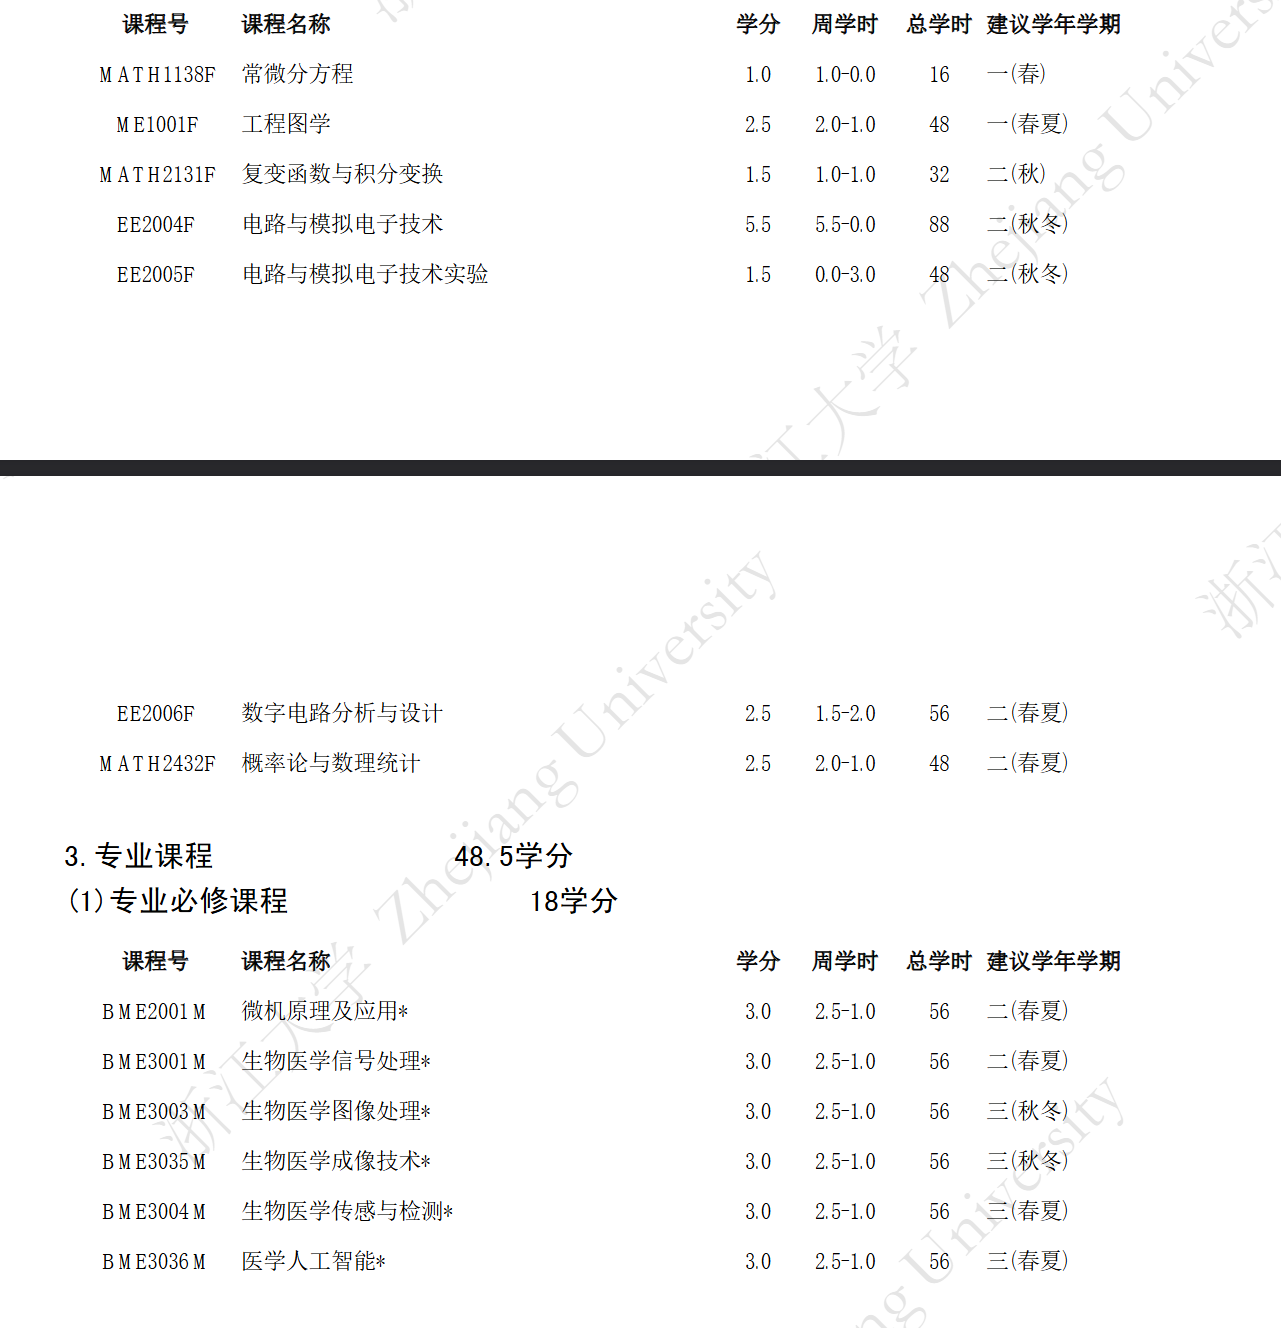 课程号 课程名称 学分 周学时 总学时 建议学年学期
MATH1138F 常微分方程 1.0 1.0-0.0 16 一(春)
ME1001F 工程图学 2.5 2.0-1.0 48 一(春夏)
MATH2131F 复变函数与积分变换 1.5 1.0-1.0 32 二(秋)
EE2004F 电路与模拟电子技术 5.5 5.5-0.0 88 二(秋冬)
EE2005F 电路与模拟电子技术实验 1.5 0.0-3.0 48 二(秋冬)
江大学 Zhejiang Univers
浙江
EE2006F 数字电路分析与设计 2.5 1.5-2.0 56 二(春夏)
MATH2432F 概率论与数理统计 2.5 2.0-1.0 48 二(春夏)
3.专业课程 48.5学分
(1)专业必修课程 18学分
课程号 课程名称 学分 周学时 总学时 建议学年学期
BME2001M 微机原理及应用* 3.0 2.5-1.0 56 二(春夏)
BME3001M 生物医学信号处理* 3.0 2.5-1.0 56 二(春夏)
BME3003M 生物医学图像处理* 3.0 2.5-1.0 56 三(秋冬)
BME3035M 生物医学成像技术* 3.0 2.5-1.0 56 三(秋冬)
BME3004M 生物医学传感与检测* 3.0 2.5-1.0 56 三(春夏)
BME3036M 医学人工智能* 3.0 2.5-1.0 56 三(春夏)
浙江大学 Zhejiang University
ang University